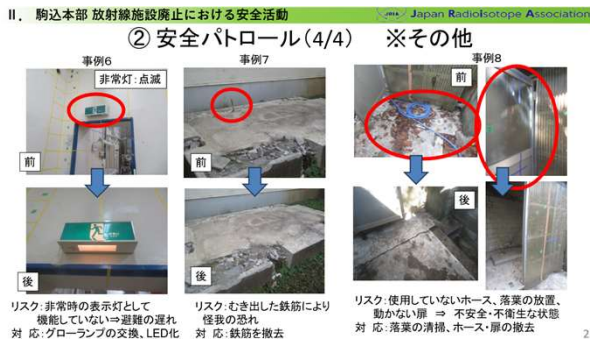 Ⅱ. 駒込本部 放射線施設廃止における安全活動
JRIA Japan RadioIsotope Association
② 安全パトロール(4/4) ※その他
事例6
非常灯:点滅
前
後
リスク:非常時の表示灯として
機能していない⇒避難の遅れ
対 応:グローランプの交換、LED化
事例7
前
後
リスク:むき出した鉄筋により
怪我の恐れ
対 応:鉄筋を撤去
事例8
前
後
リスク:使用していないホース、落葉の放置、
動かない扉 ⇒ 不安全・不衛生な状態
対 応:落葉の清掃、ホース・扉の撤去
2